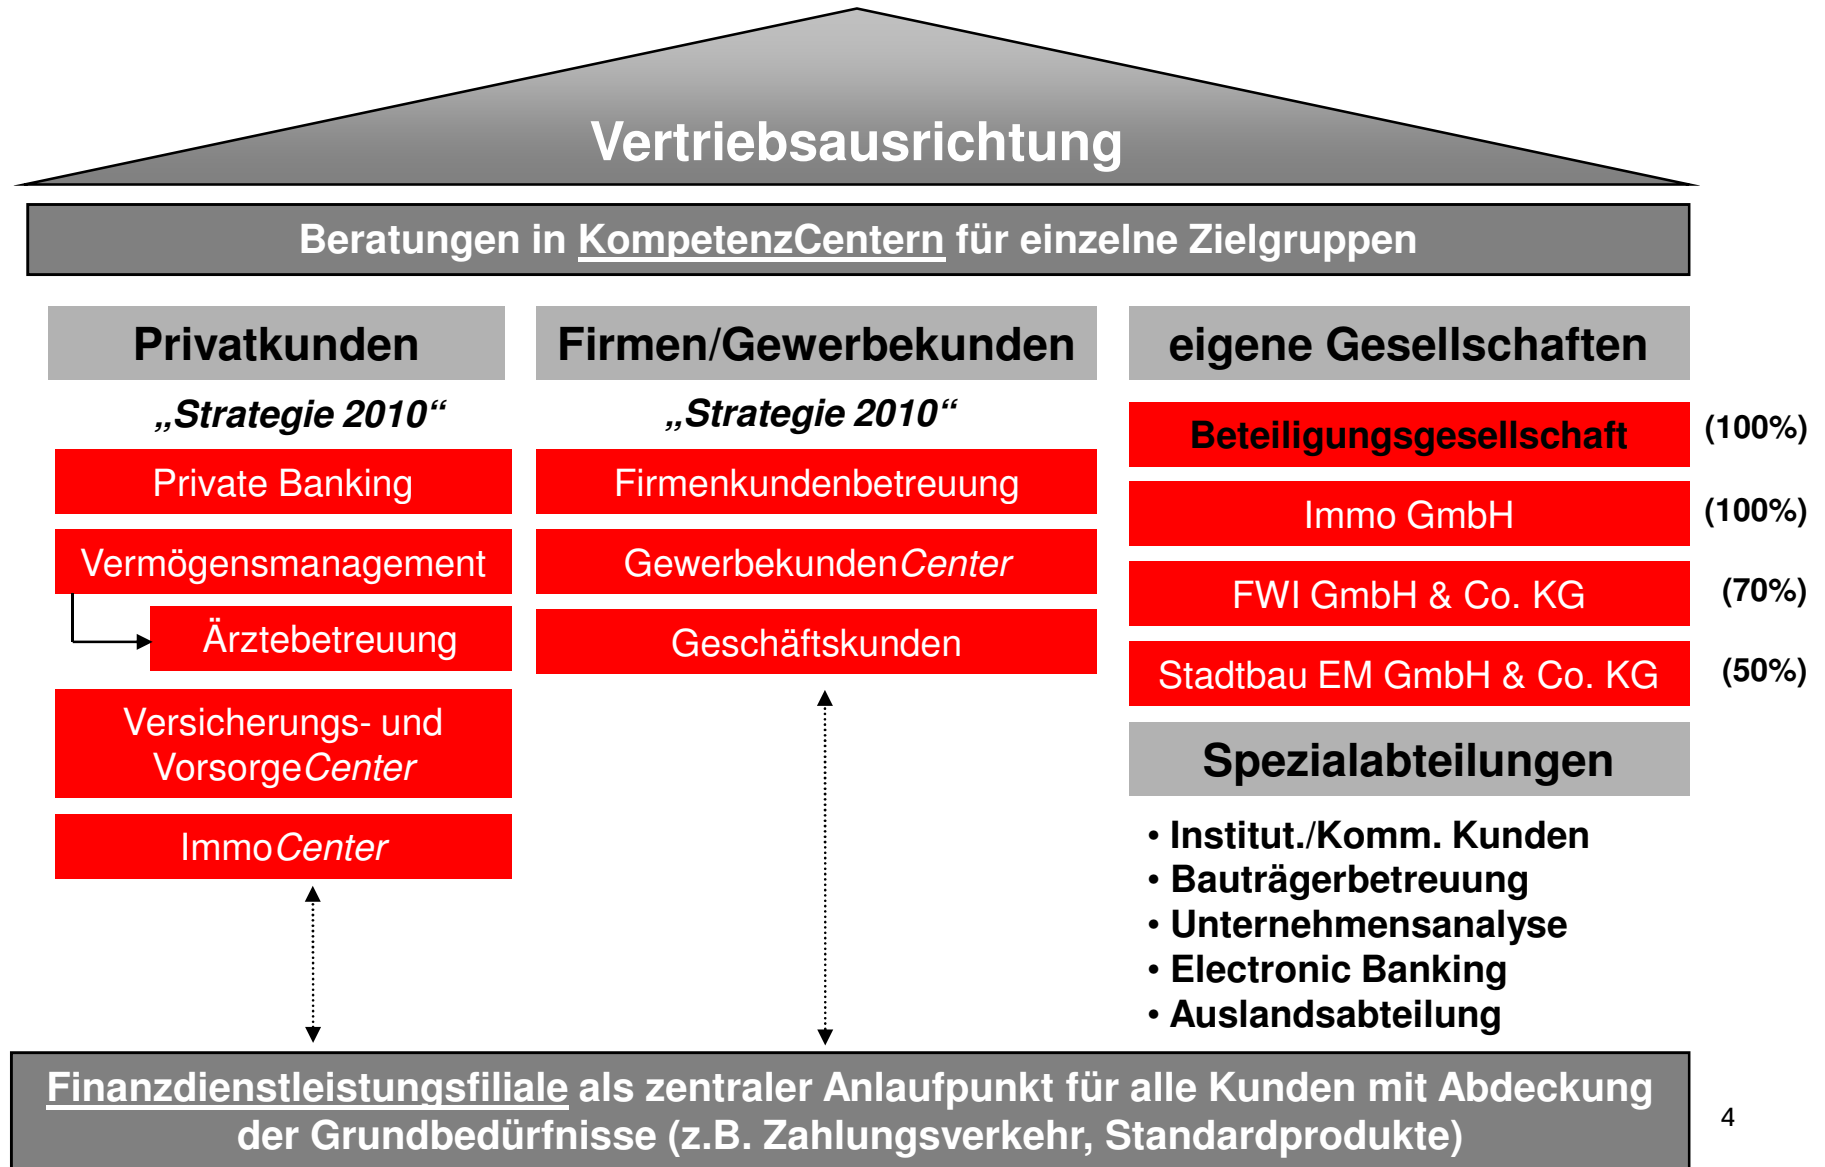 Vertriebsausrichtung
Beratungen in KompetenzCentern für einzelne Zielgruppen
Privatkunden
„Strategie 2010“
Private Banking
Vermögensmanagement
Ärztebetreuung
Versicherungs- und
VorsorgeCenter
ImmoCenter
Firmen/Gewerbekunden
„Strategie 2010“
Firmenkundenbetreuung
GewerbekundenCenter
Geschäftskunden
eigene Gesellschaften
Beteiligungsgesellschaft (100%)
Immo GmbH (100%)
FWI GmbH & Co. KG (70%)
Stadtbau EM GmbH & Co. KG (50%)
Spezialabteilungen
• Institut./Komm. Kunden
• Bauträgerbetreuung
• Unternehmensanalyse
• Electronic Banking
• Auslandsabteilung
Finanzdienstleistungsfiliale als zentraler Anlaufpunkt für alle Kunden mit Abdeckung
der Grundbedürfnisse (z.B. Zahlungsverkehr, Standardprodukte)
4